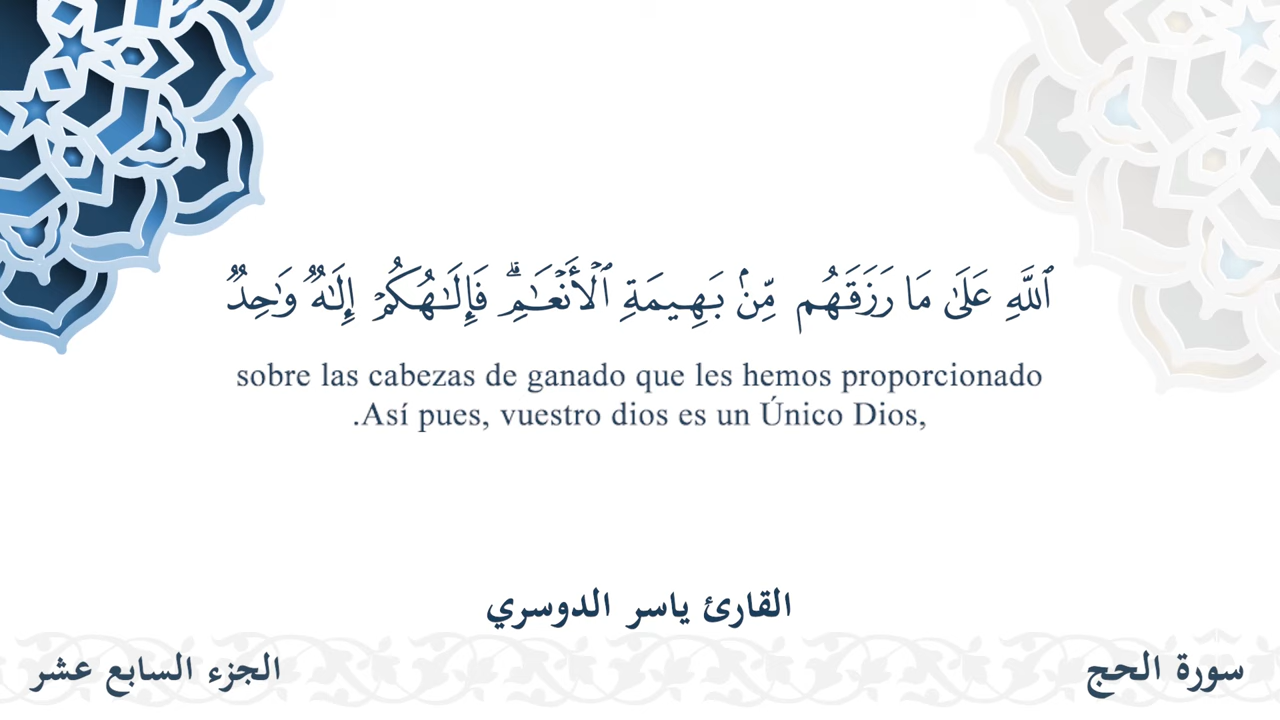 ٱللَّهِ عَلَىٰ مَا رَزَقَهُم مِّنۢ بَهِيمَةِ ٱلْأَنْعَـٰمِ ۗ فَإِلَـٰهُكُمْ إِلَـٰهٌ وَٰحِدٌ
sobre las cabezas de ganado que les hemos proporcionado
.Así pues, vuestro dios es un Único Dios,
القارئ ياسر الدوسري
سورة الحج
الجزء السابع عشر